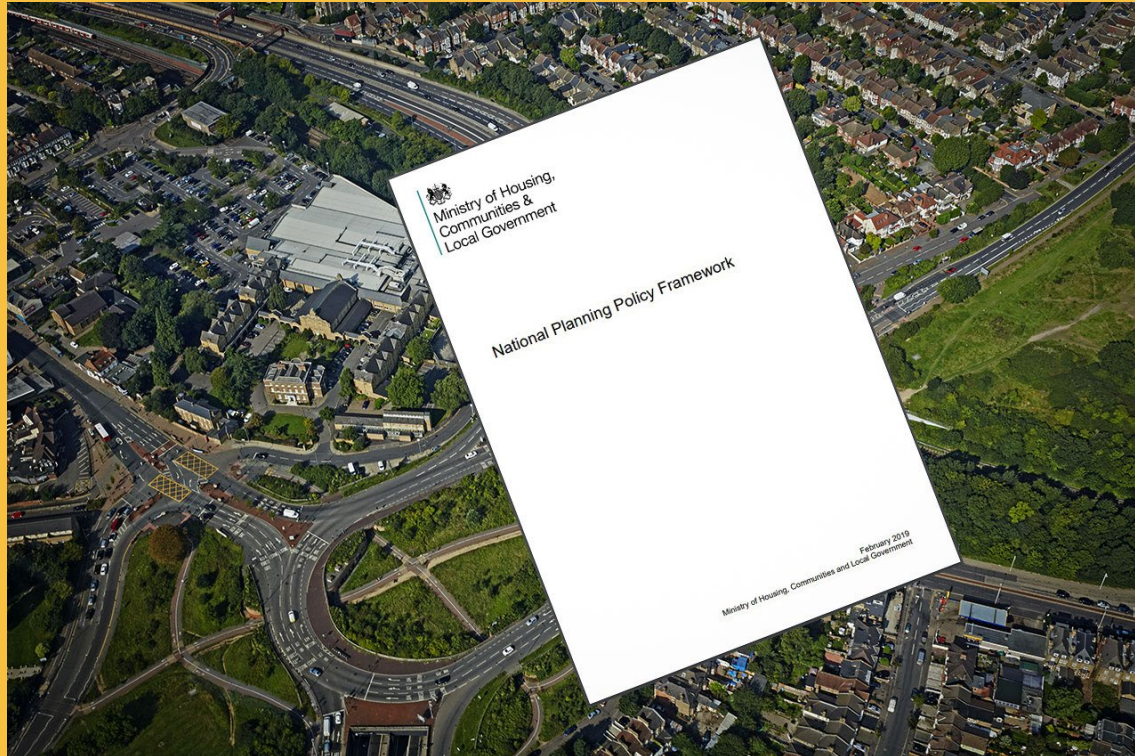 Ministry of Housing,
Communities &
Local Government
National Planning Policy Framework
February 2019
Ministry of Housing, Communities and Local Government